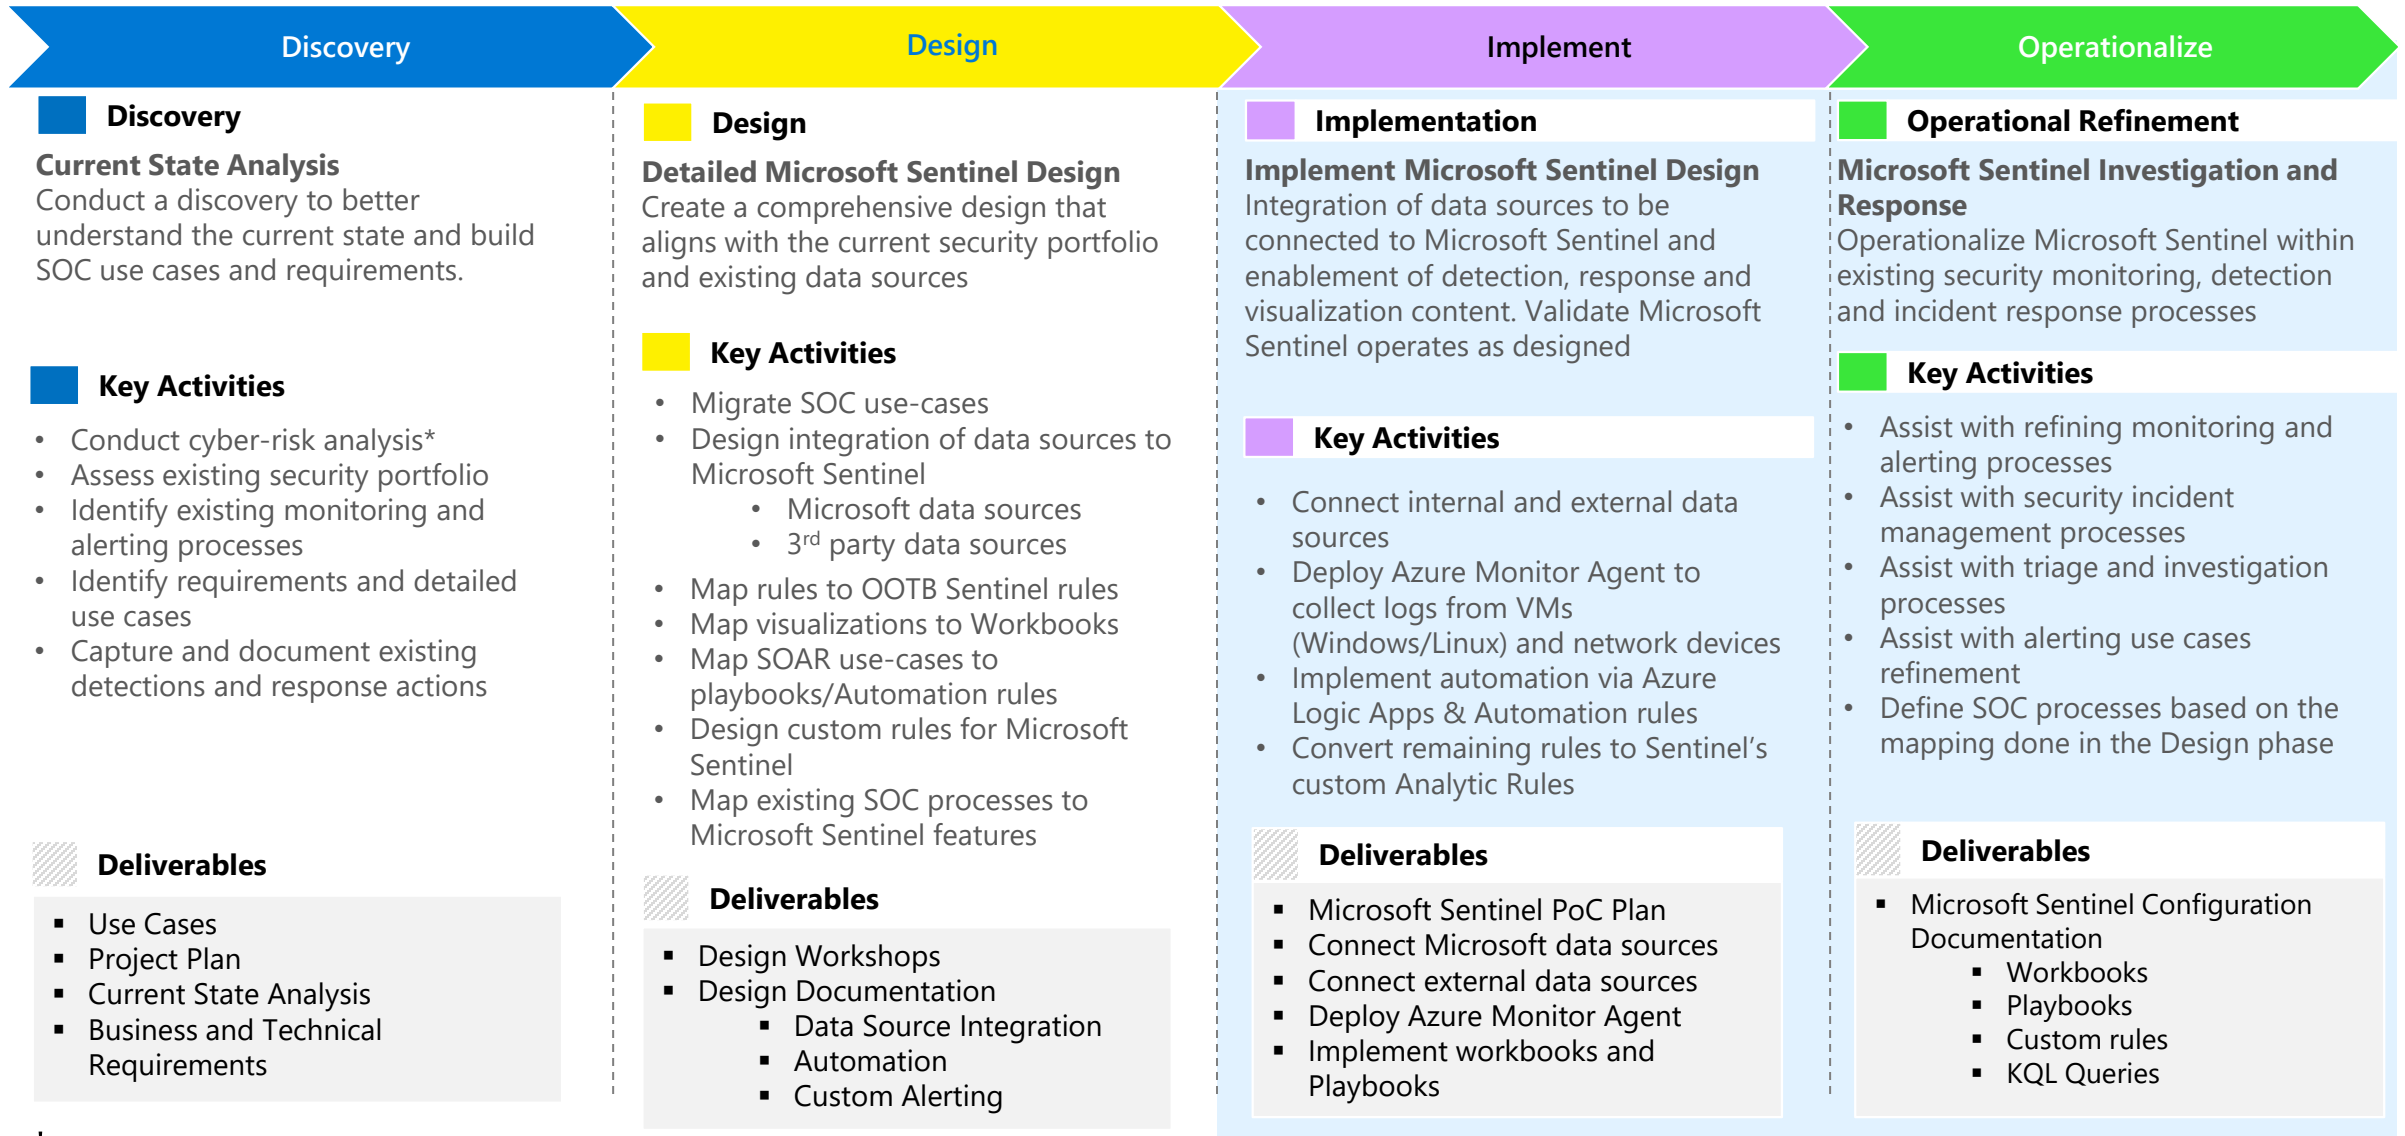 Discovery
Design
Implement
Operationalize
Discovery
Current State Analysis
Conduct a discovery to better
understand the current state and build
SOC use cases and requirements.
Key Activities
• Conduct cyber-risk analysis*
• Assess existing security portfolio
• Identify existing monitoring and
alerting processes
• Identify requirements and detailed
use cases
• Capture and document existing
detections and response actions
Deliverables
▪ Use Cases
▪ Project Plan
▪ Current State Analysis
▪ Business and Technical
Requirements
Design
Detailed Microsoft Sentinel Design
Create a comprehensive design that
aligns with the current security portfolio
and existing data sources
Key Activities
• Migrate SOC use-cases
• Design integration of data sources to
Microsoft Sentinel
• Microsoft data sources
• 3rd party data sources
• Map rules to OOTB Sentinel rules
• Map visualizations to Workbooks
• Map SOAR use-cases to
playbooks/Automation rules
• Design custom rules for Microsoft
Sentinel
• Map existing SOC processes to
Microsoft Sentinel features
Deliverables
▪ Design Workshops
▪ Design Documentation
▪ Data Source Integration
▪ Automation
▪ Custom Alerting
Implementation
Implement Microsoft Sentinel Design
Integration of data sources to be
connected to Microsoft Sentinel and
enablement of detection, response and
visualization content. Validate Microsoft
Sentinel operates as designed
Key Activities
• Connect internal and external data
sources
• Deploy Azure Monitor Agent to
collect logs from VMs
(Windows/Linux) and network devices
• Implement automation via Azure
Logic Apps & Automation rules
• Convert remaining rules to Sentinel’s
custom Analytic Rules
Deliverables
▪ Microsoft Sentinel PoC Plan
▪ Connect Microsoft data sources
▪ Connect external data sources
▪ Deploy Azure Monitor Agent
▪ Implement workbooks and
Playbooks
Operational Refinement
Microsoft Sentinel Investigation and
Response
Operationalize Microsoft Sentinel within
existing security monitoring, detection
and incident response processes
Key Activities
• Assist with refining monitoring and
alerting processes
• Assist with security incident
management processes
• Assist with triage and investigation
processes
• Assist with alerting use cases
refinement
• Define SOC processes based on the
mapping done in the Design phase
Deliverables
▪ Microsoft Sentinel Configuration
Documentation
▪ Workbooks
▪ Playbooks
▪ Custom rules
▪ KQL Queries